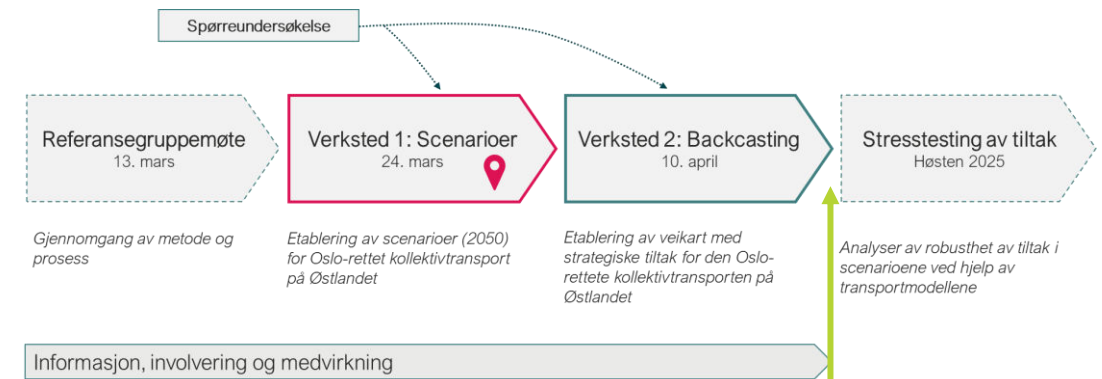 Spørreundersøkelse
Referansegruppemøte
13. mars
Verksted 1: Scenarioer
24. mars
Verksted 2: Backcasting
10. april
Stresstesting av tiltak
Høsten 2025
Gjennomgang av metode og
prosess
Etablering av scenarioer (2050)
for Oslo-rettet kollektivtransport
på Østlandet
Etablering av veikart med
strategiske tiltak for den Oslo-
rettete kollektivtransporten på
Østlandet
Analyser av robusthet av tiltak i
scenarioene ved hjelp av
transportmodellene
Informasjon, involvering og medvirkning